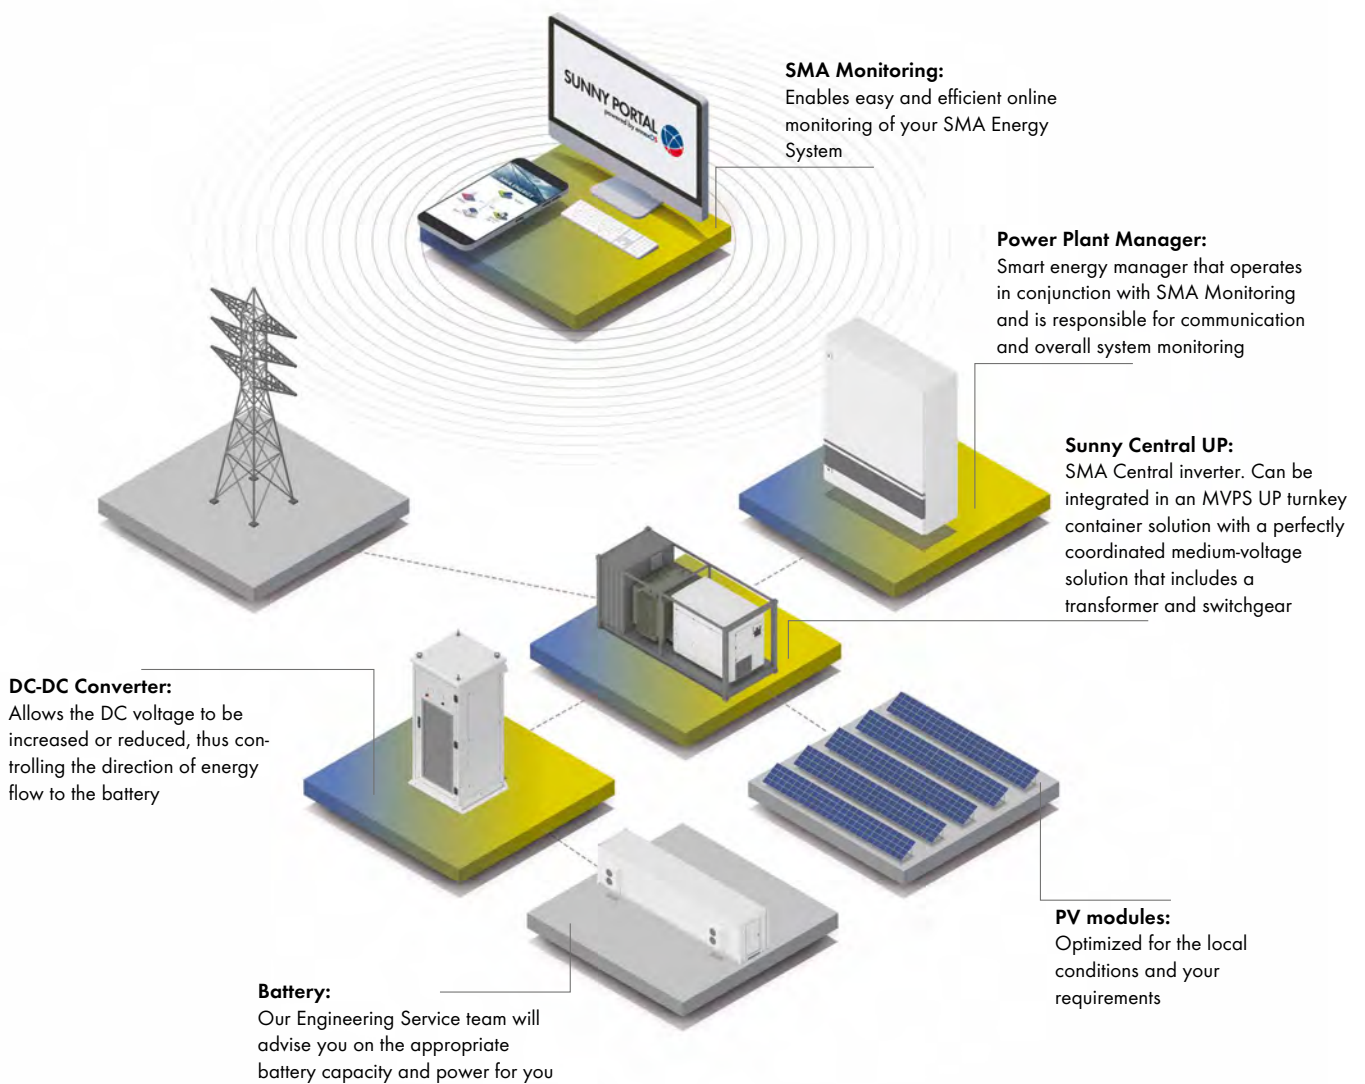 SUNNY PORTAL
powered by ennexOS
SMA Monitoring:
Enables easy and efficient online
monitoring of your SMA Energy
System
Power Plant Manager:
Smart energy manager that operates
in conjunction with SMA Monitoring
and is responsible for communication
and overall system monitoring
Sunny Central UP:
SMA Central inverter. Can be
integrated in an MVPS UP turnkey
container solution with a perfectly
coordinated medium-voltage
solution that includes a
transformer and switchgear
DC-DC Converter:
Allows the DC voltage to be
increased or reduced, thus con-
trolling the direction of energy
flow to the battery
PV modules:
Optimized for the local
conditions and your
requirements
Battery:
Our Engineering Service team will
advise you on the appropriate
battery capacity and power for you